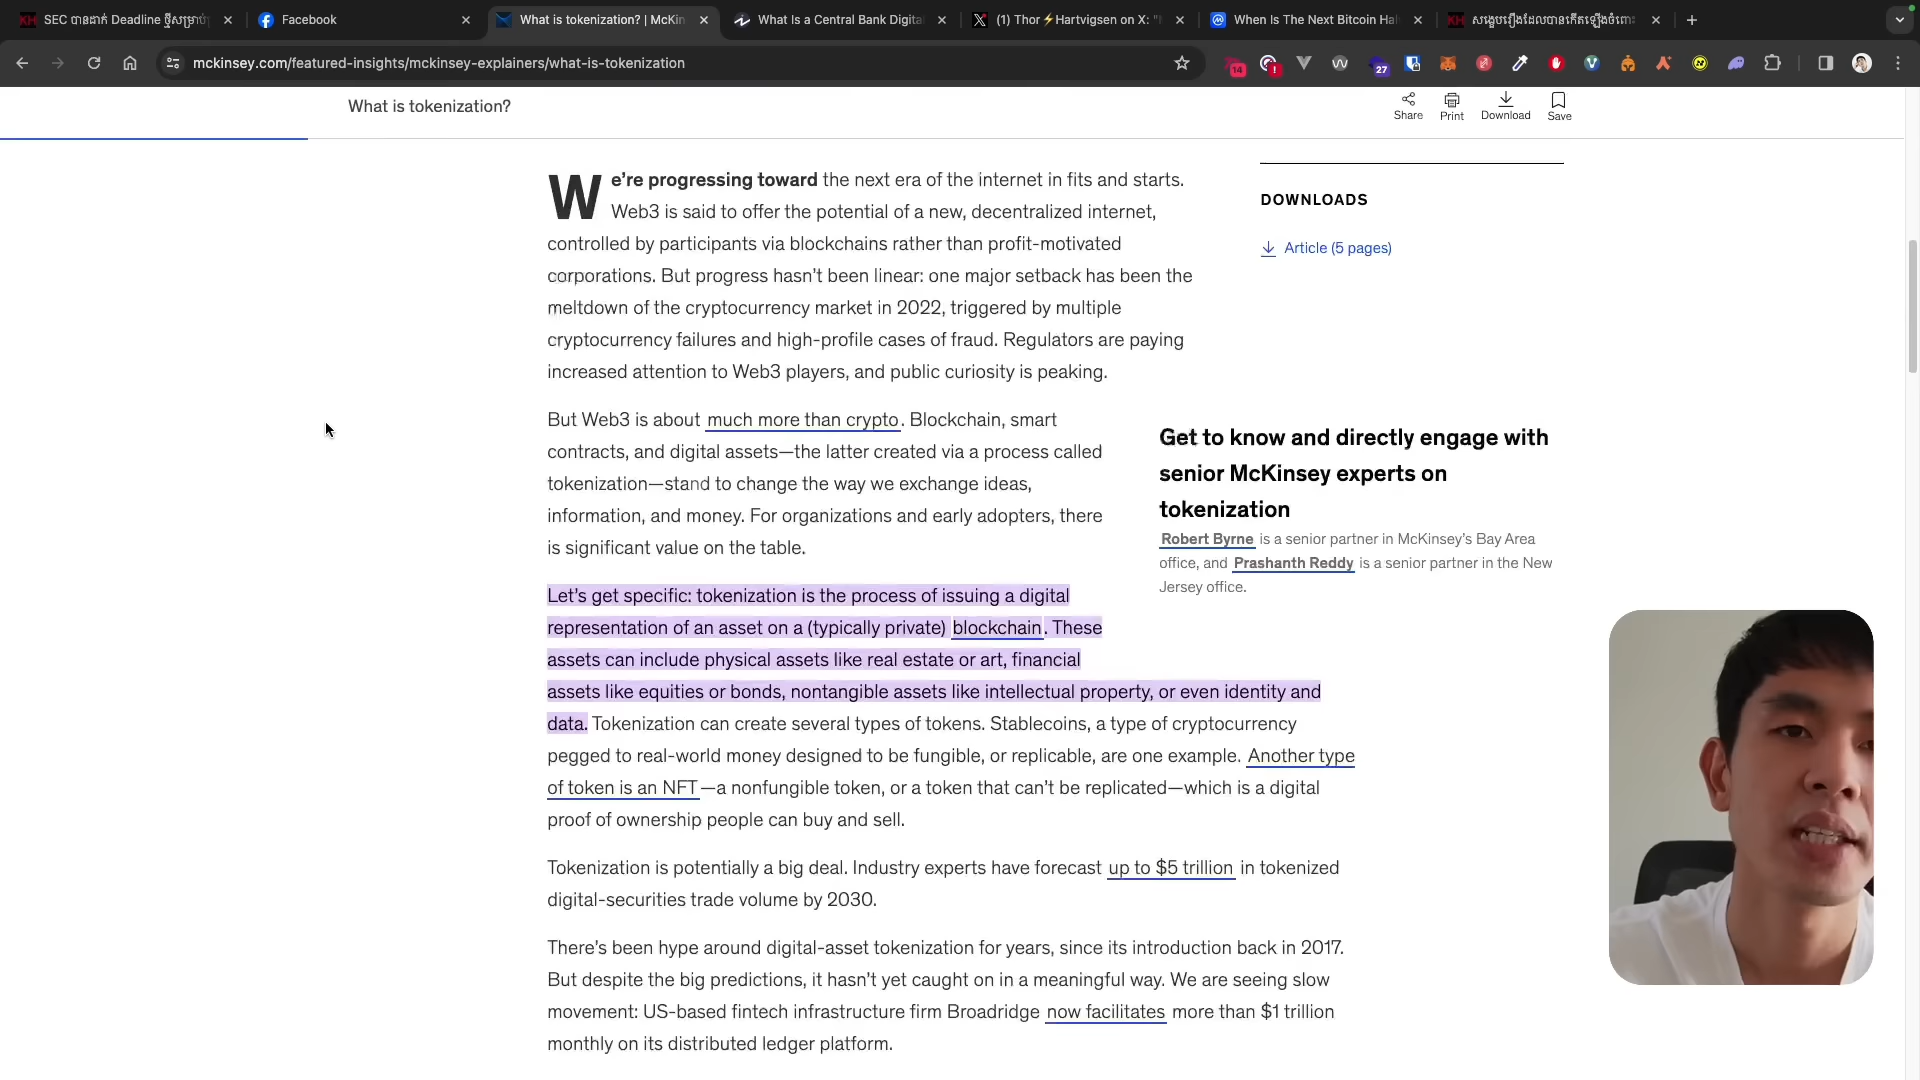 SEC បានដាក់ Deadline ថ្មីសម្រាប់
Facebook
What is tokenization? | McKin
What Is a Central Bank Digita
(1) Thor⚡Hartvigsen on X: "
When Is The Next Bitcoin Hal
សង្ខេបរឿងដែលបានកើតឡើងចំពោះ
mckinsey.com/featured-insights/mckinsey-explainers/what-is-tokenization
14
27
What is tokenization?
Share
Print
Download
Save
We’re progressing toward the next era of the internet in fits and starts.
Web3 is said to offer the potential of a new, decentralized internet,
controlled by participants via blockchains rather than profit-motivated
corporations. But progress hasn’t been linear: one major setback has been the
meltdown of the cryptocurrency market in 2022, triggered by multiple
cryptocurrency failures and high-profile cases of fraud. Regulators are paying
increased attention to Web3 players, and public curiosity is peaking.
DOWNLOADS
Article (5 pages)
But Web3 is about much more than crypto. Blockchain, smart
contracts, and digital assets—the latter created via a process called
tokenization—stand to change the way we exchange ideas,
information, and money. For organizations and early adopters, there
is significant value on the table.
Get to know and directly engage with
senior McKinsey experts on
tokenization
Robert Byrne is a senior partner in McKinsey’s Bay Area
office, and Prashanth Reddy is a senior partner in the New
Jersey office.
Let’s get specific: tokenization is the process of issuing a digital
representation of an asset on a (typically private) blockchain. These
assets can include physical assets like real estate or art, financial
assets like equities or bonds, nontangible assets like intellectual property, or even identity and
data. Tokenization can create several types of tokens. Stablecoins, a type of cryptocurrency
pegged to real-world money designed to be fungible, or replicable, are one example. Another type
of token is an NFT—a nonfungible token, or a token that can’t be replicated—which is a digital
proof of ownership people can buy and sell.
Tokenization is potentially a big deal. Industry experts have forecast up to $5 trillion in tokenized
digital-securities trade volume by 2030.
There’s been hype around digital-asset tokenization for years, since its introduction back in 2017.
But despite the big predictions, it hasn’t yet caught on in a meaningful way. We are seeing slow
movement: US-based fintech infrastructure firm Broadridge now facilitates more than $1 trillion
monthly on its distributed ledger platform.